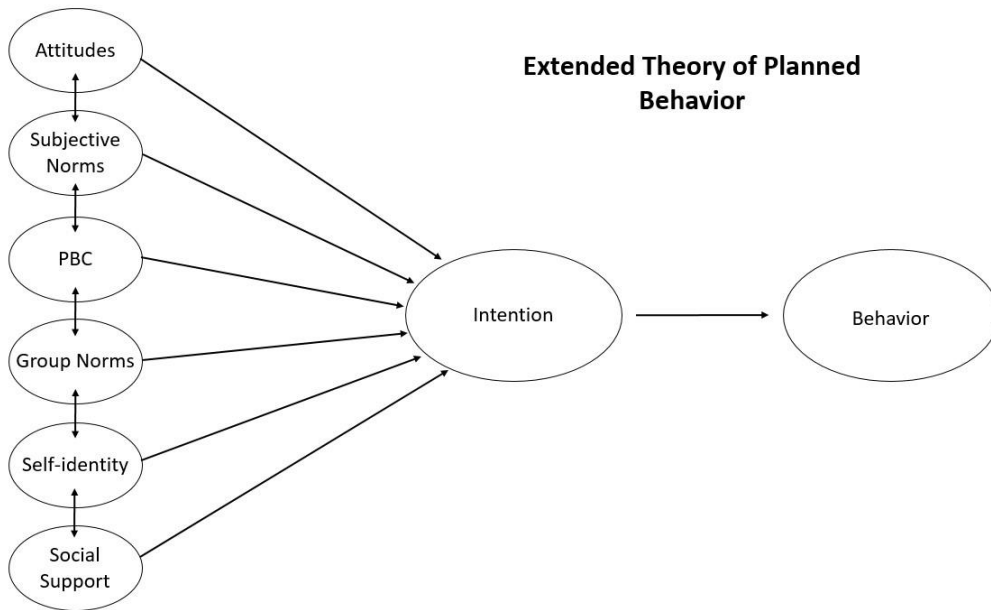 Attitudes
Extended Theory of Planned
Behavior
Subjective
Norms
PBC
Intention
Behavior
Group Norms
Self-identity
Social
Support